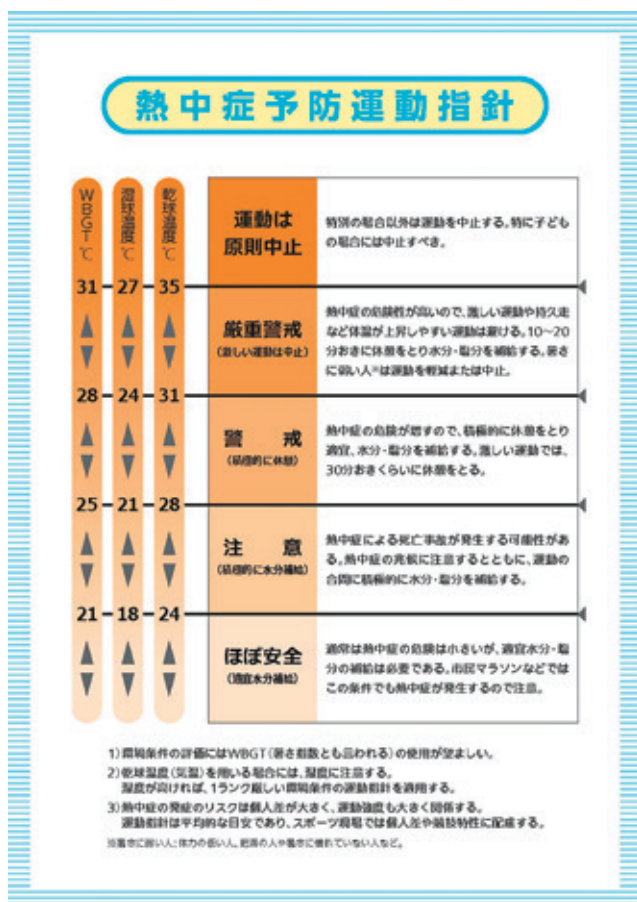 熱中症予防運動指針
WBGT℃
湿球温度℃
乾球温度℃
運動は
原則中止
特別の場合以外は運動を中止する。特に子ども
の場合には中止すべき。
31 27 35
厳重警戒
(激しい運動は中止)
熱中症の危険性が高いので、激しい運動や持久走
など体温が上昇しやすい運動は避ける。10~20
分おきに休憩をとり水分・塩分を補給する。暑さ
に弱い人※は運動を軽減または中止。
28 24 31
警 戒
(積極的に休憩)
熱中症の危険が増すので、積極的に休憩をとり
適宜、水分・塩分を補給する。激しい運動では、
30分おきくらいに休憩をとる。
25 21 28
注 意
(積極的に水分補給)
熱中症による死亡事故が発生する可能性があ
る。熱中症の兆候に注意するとともに、運動の
合間に積極的に水分・塩分を補給する。
21 18 24
ほぼ安全
(適宜水分補給)
通常は熱中症の危険は小さいが、適宜水分・塩
分の補給は必要である。市民マラソンなどでは
この条件でも熱中症が発生するので注意。
1)環境条件の評価にはWBGT(暑さ指数とも言われる)の使用が望ましい。
2)乾球温度(気温)を用いる場合には、湿度に注意する。
湿度が高ければ、1ランク厳しい環境条件の運動指針を適用する。
3)熱中症の発症のリスクは個人差が大きく、運動強度も大きく関係する。
運動指針は平均的な目安であり、スポーツ現場では個人差や競技特性に配慮する。
※暑さに弱い人:体力の低い人、肥満の人や暑さに慣れていない人など。